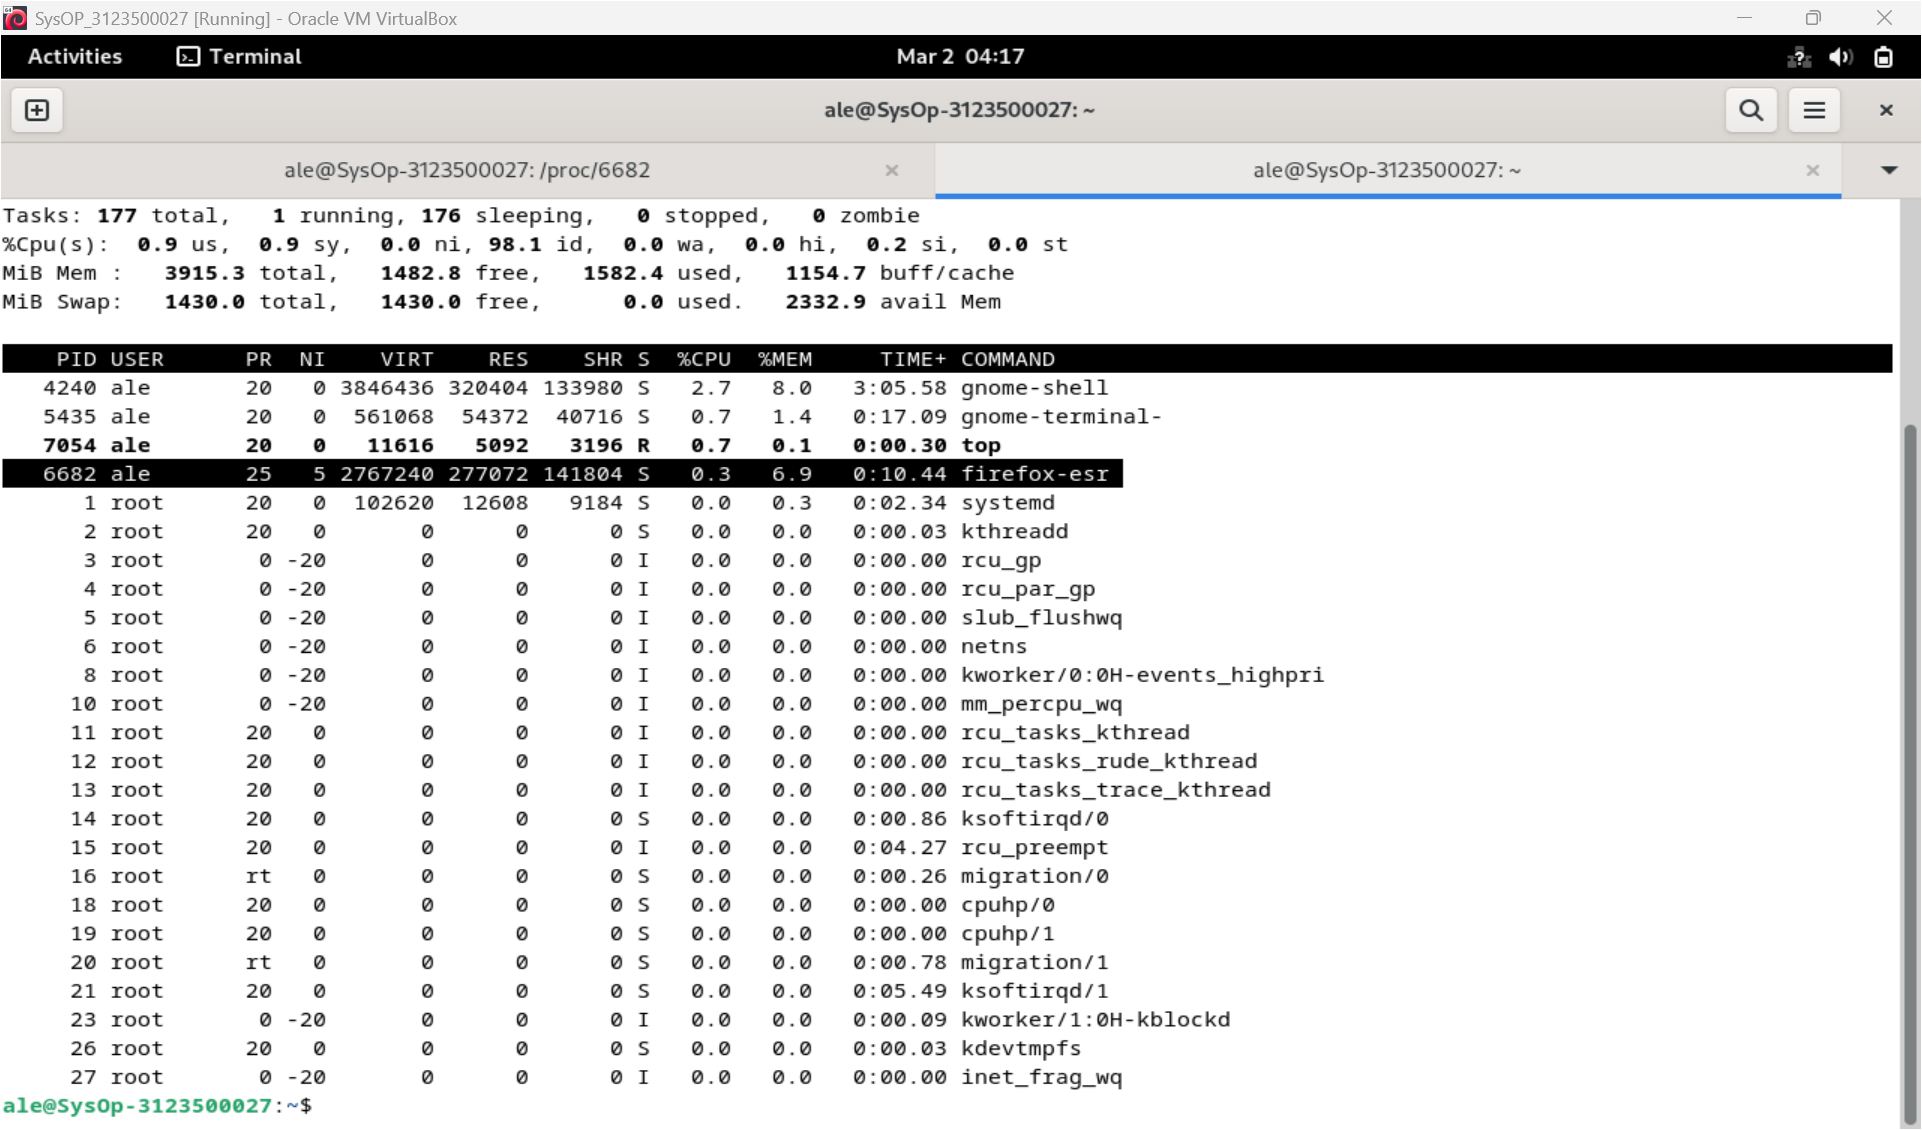 SysOP_3123500027 [Running] - Oracle VM VirtualBox
Activities Terminal Mar 2 04:17
ale@SysOp-3123500027: ~
ale@SysOp-3123500027: /proc/6682 ale@SysOp-3123500027: ~
Tasks: 177 total, 1 running, 176 sleeping, 0 stopped, 0 zombie
%Cpu(s): 0.9 us, 0.9 sy, 0.0 ni, 98.1 id, 0.0 wa, 0.0 hi, 0.2 si, 0.0 st
MiB Mem : 3915.3 total, 1482.8 free, 1582.4 used, 1154.7 buff/cache
MiB Swap: 1430.0 total, 1430.0 free, 0.0 used. 2332.9 avail Mem
PID USER PR NI VIRT RES SHR S %CPU %MEM TIME+ COMMAND
4240 ale 20 0 3846436 320404 133980 S 2.7 8.0 3:05.58 gnome-shell
5435 ale 20 0 561068 54372 40716 S 0.7 1.4 0:17.09 gnome-terminal-
7054 ale 20 0 11616 5092 3196 R 0.7 0.1 0:00.30 top
6682 ale 25 5 2767240 277072 141804 S 0.3 6.9 0:10.44 firefox-esr
1 root 20 0 102620 12608 9184 S 0.0 0.3 0:02.34 systemd
2 root 20 0 0 0 0 S 0.0 0.0 0:00.03 kthreadd
3 root 0 -20 0 0 0 I 0.0 0.0 0:00.00 rcu_gp
4 root 0 -20 0 0 0 I 0.0 0.0 0:00.00 rcu_par_gp
5 root 0 -20 0 0 0 I 0.0 0.0 0:00.00 slub_flushwq
6 root 0 -20 0 0 0 I 0.0 0.0 0:00.00 netns
8 root 0 -20 0 0 0 I 0.0 0.0 0:00.00 kworker/0:0H-events_highpri
10 root 0 -20 0 0 0 I 0.0 0.0 0:00.00 mm_percpu_wq
11 root 20 0 0 0 0 I 0.0 0.0 0:00.00 rcu_tasks_kthread
12 root 20 0 0 0 0 I 0.0 0.0 0:00.00 rcu_tasks_rude_kthread
13 root 20 0 0 0 0 I 0.0 0.0 0:00.00 rcu_tasks_trace_kthread
14 root 20 0 0 0 0 S 0.0 0.0 0:00.86 ksoftirqd/0
15 root 20 0 0 0 0 I 0.0 0.0 0:04.27 rcu_preempt
16 root rt 0 0 0 0 S 0.0 0.0 0:00.26 migration/0
18 root 20 0 0 0 0 S 0.0 0.0 0:00.00 cpuhp/0
19 root 20 0 0 0 0 S 0.0 0.0 0:00.00 cpuhp/1
20 root rt 0 0 0 0 S 0.0 0.0 0:00.78 migration/1
21 root 20 0 0 0 0 S 0.0 0.0 0:05.49 ksoftirqd/1
23 root 0 -20 0 0 0 I 0.0 0.0 0:00.09 kworker/1:0H-kblockd
26 root 20 0 0 0 0 S 0.0 0.0 0:00.03 kdevtmpfs
27 root 0 -20 0 0 0 I 0.0 0.0 0:00.00 inet_frag_wq
ale@SysOp-3123500027:~$